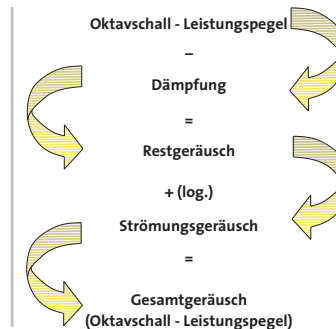 Oktavschall - Leistungspegel
–
Dämpfung
=
Restgeräusch
+ (log.)
Strömungsgeräusch
=
Gesamtgeräusch
(Oktavschall - Leistungspegel)